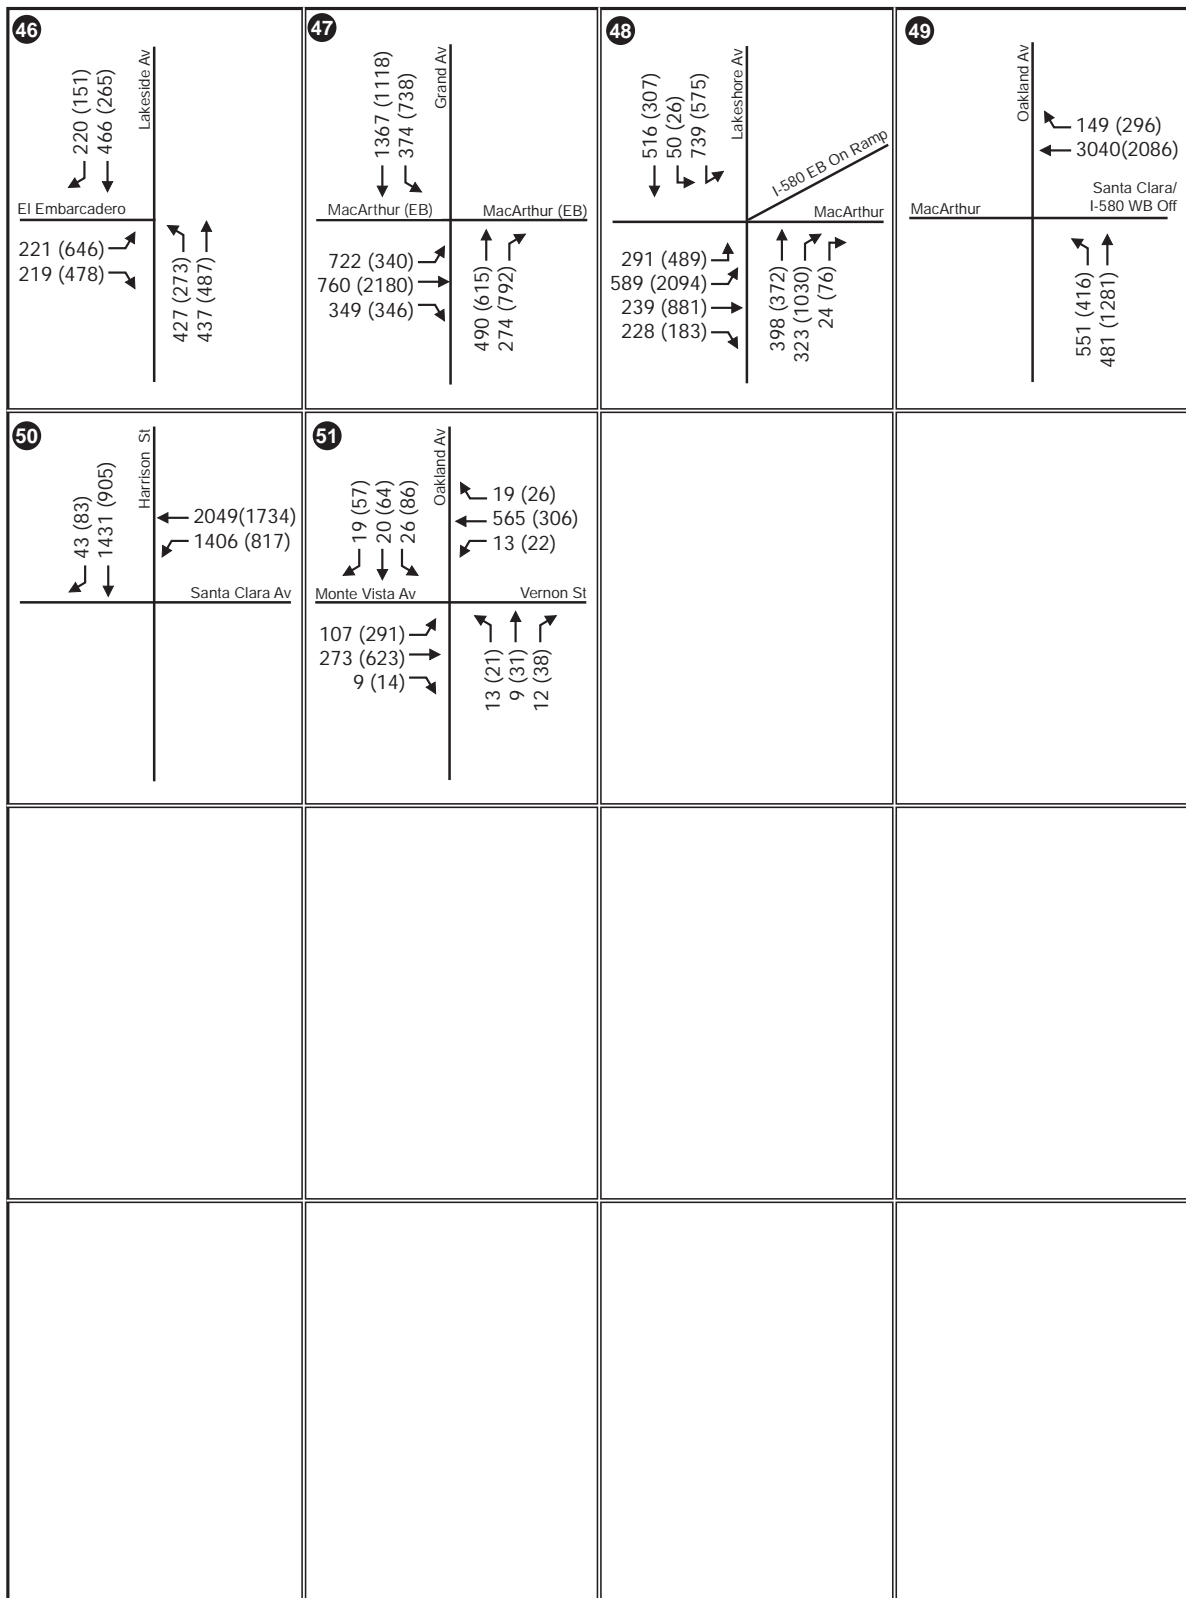 46
Lakeside Av
220 (151)
466 (265)
El Embarcadero
221 (646)
219 (478)
427 (273)
437 (487)
47
Grand Av
1367 (1118)
374 (738)
MacArthur (EB)
MacArthur (EB)
722 (340)
760 (2180)
349 (346)
490 (615)
274 (792)
48
Lakeshore Av
516 (307)
50 (26)
739 (575)
I-580 EB On Ramp
MacArthur
291 (489)
589 (2094)
239 (881)
228 (183)
398 (372)
323 (1030)
24 (76)
49
Oakland Av
149 (296)
3040(2086)
Santa Clara/
I-580 WB Off
MacArthur
551 (416)
481 (1281)
50
Harrison St
43 (83)
1431 (905)
2049(1734)
1406 (817)
Santa Clara Av
51
Oakland Av
19 (57)
20 (64)
26 (86)
19 (26)
565 (306)
13 (22)
Monte Vista Av
Vernon St
107 (291)
273 (623)
9 (14)
13 (21)
9 (31)
12 (38)